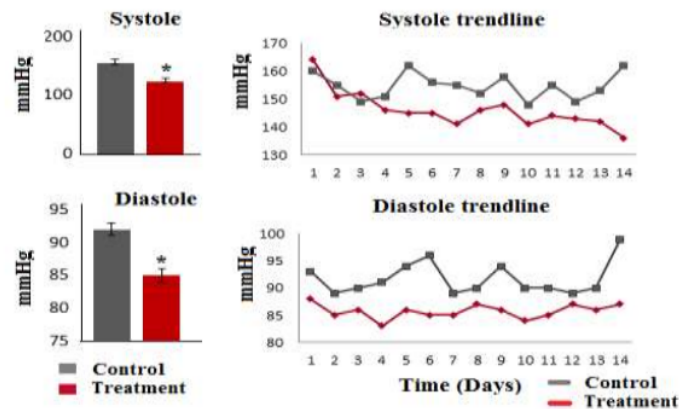 Systole
200
100
0
mmHg
*
Systole trendline
170
160
150
140
130
mmHg
1 2 3 4 5 6 7 8 9 10 11 12 13 14
Diastole
95
90
85
80
75
mmHg
*
Control
Treatment
Diastole trendline
100
95
90
85
80
mmHg
1 2 3 4 5 6 7 8 9 10 11 12 13 14
Time (Days)
Control
Treatment